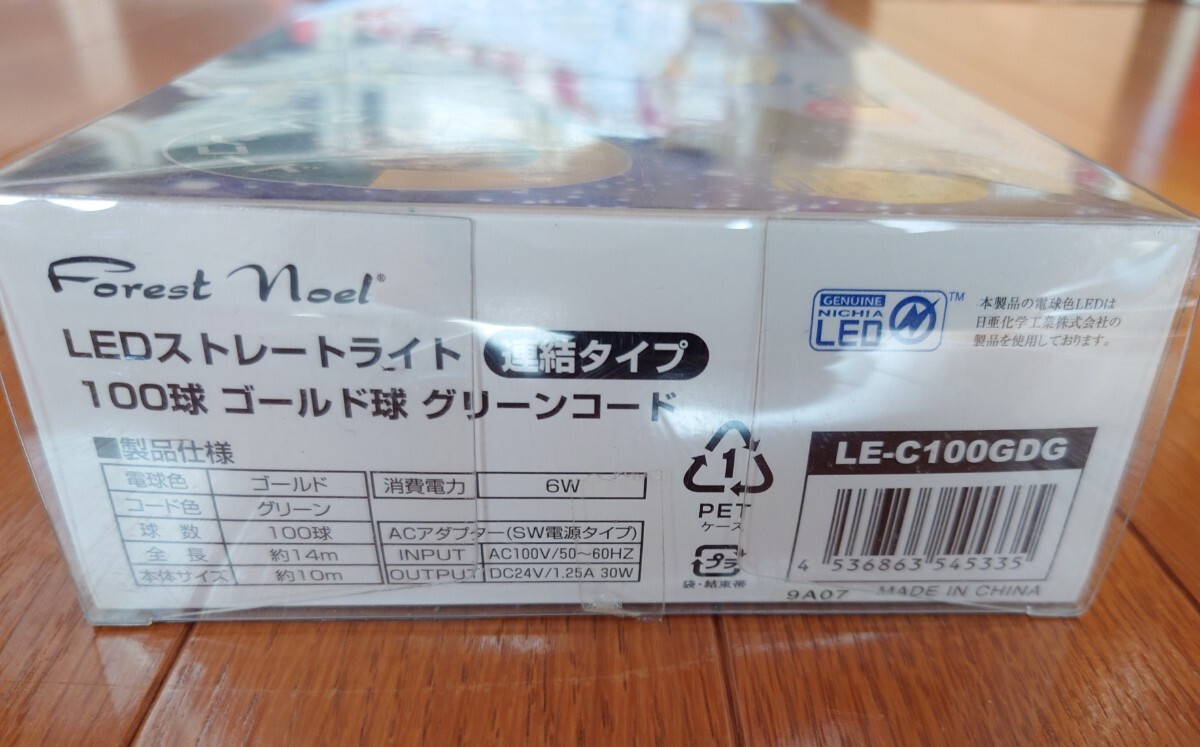 Forest Noel®
LEDストレートライト 連結タイプ
100球 ゴールド球 グリーンコード
■製品仕様
電球色 ゴールド 消費電力 6W
コード色 グリーン
球 数 100球 ACアダプター(SW電源タイプ)
全 長 約14m INPUT AC100V/50~60HZ
本体サイズ 約10m OUTPUT DC24V/1.25A 30W
1
PET
ケース
プラ
袋・結束帯
GENUINE
NICHIA
LED
TM
本製品の電球色LEDは
日亜化学工業株式会社の
製品を使用しております。
LE-C100GDG
4 536863 545335
9A07 MADE IN CHINA